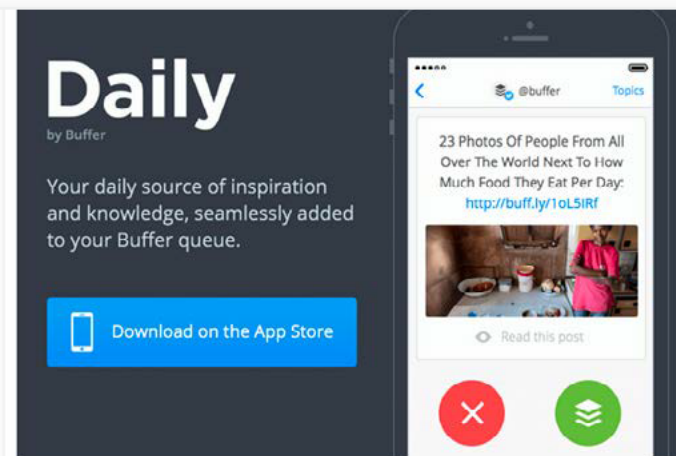 Daily
by Buffer
Your daily source of inspiration
and knowledge, seamlessly added
to your Buffer queue.
Download on the App Store
@buffer
Topics
23 Photos Of People From All
Over The World Next To How
Much Food They Eat Per Day:
http://buff.ly/1oL5IRf
Read this post